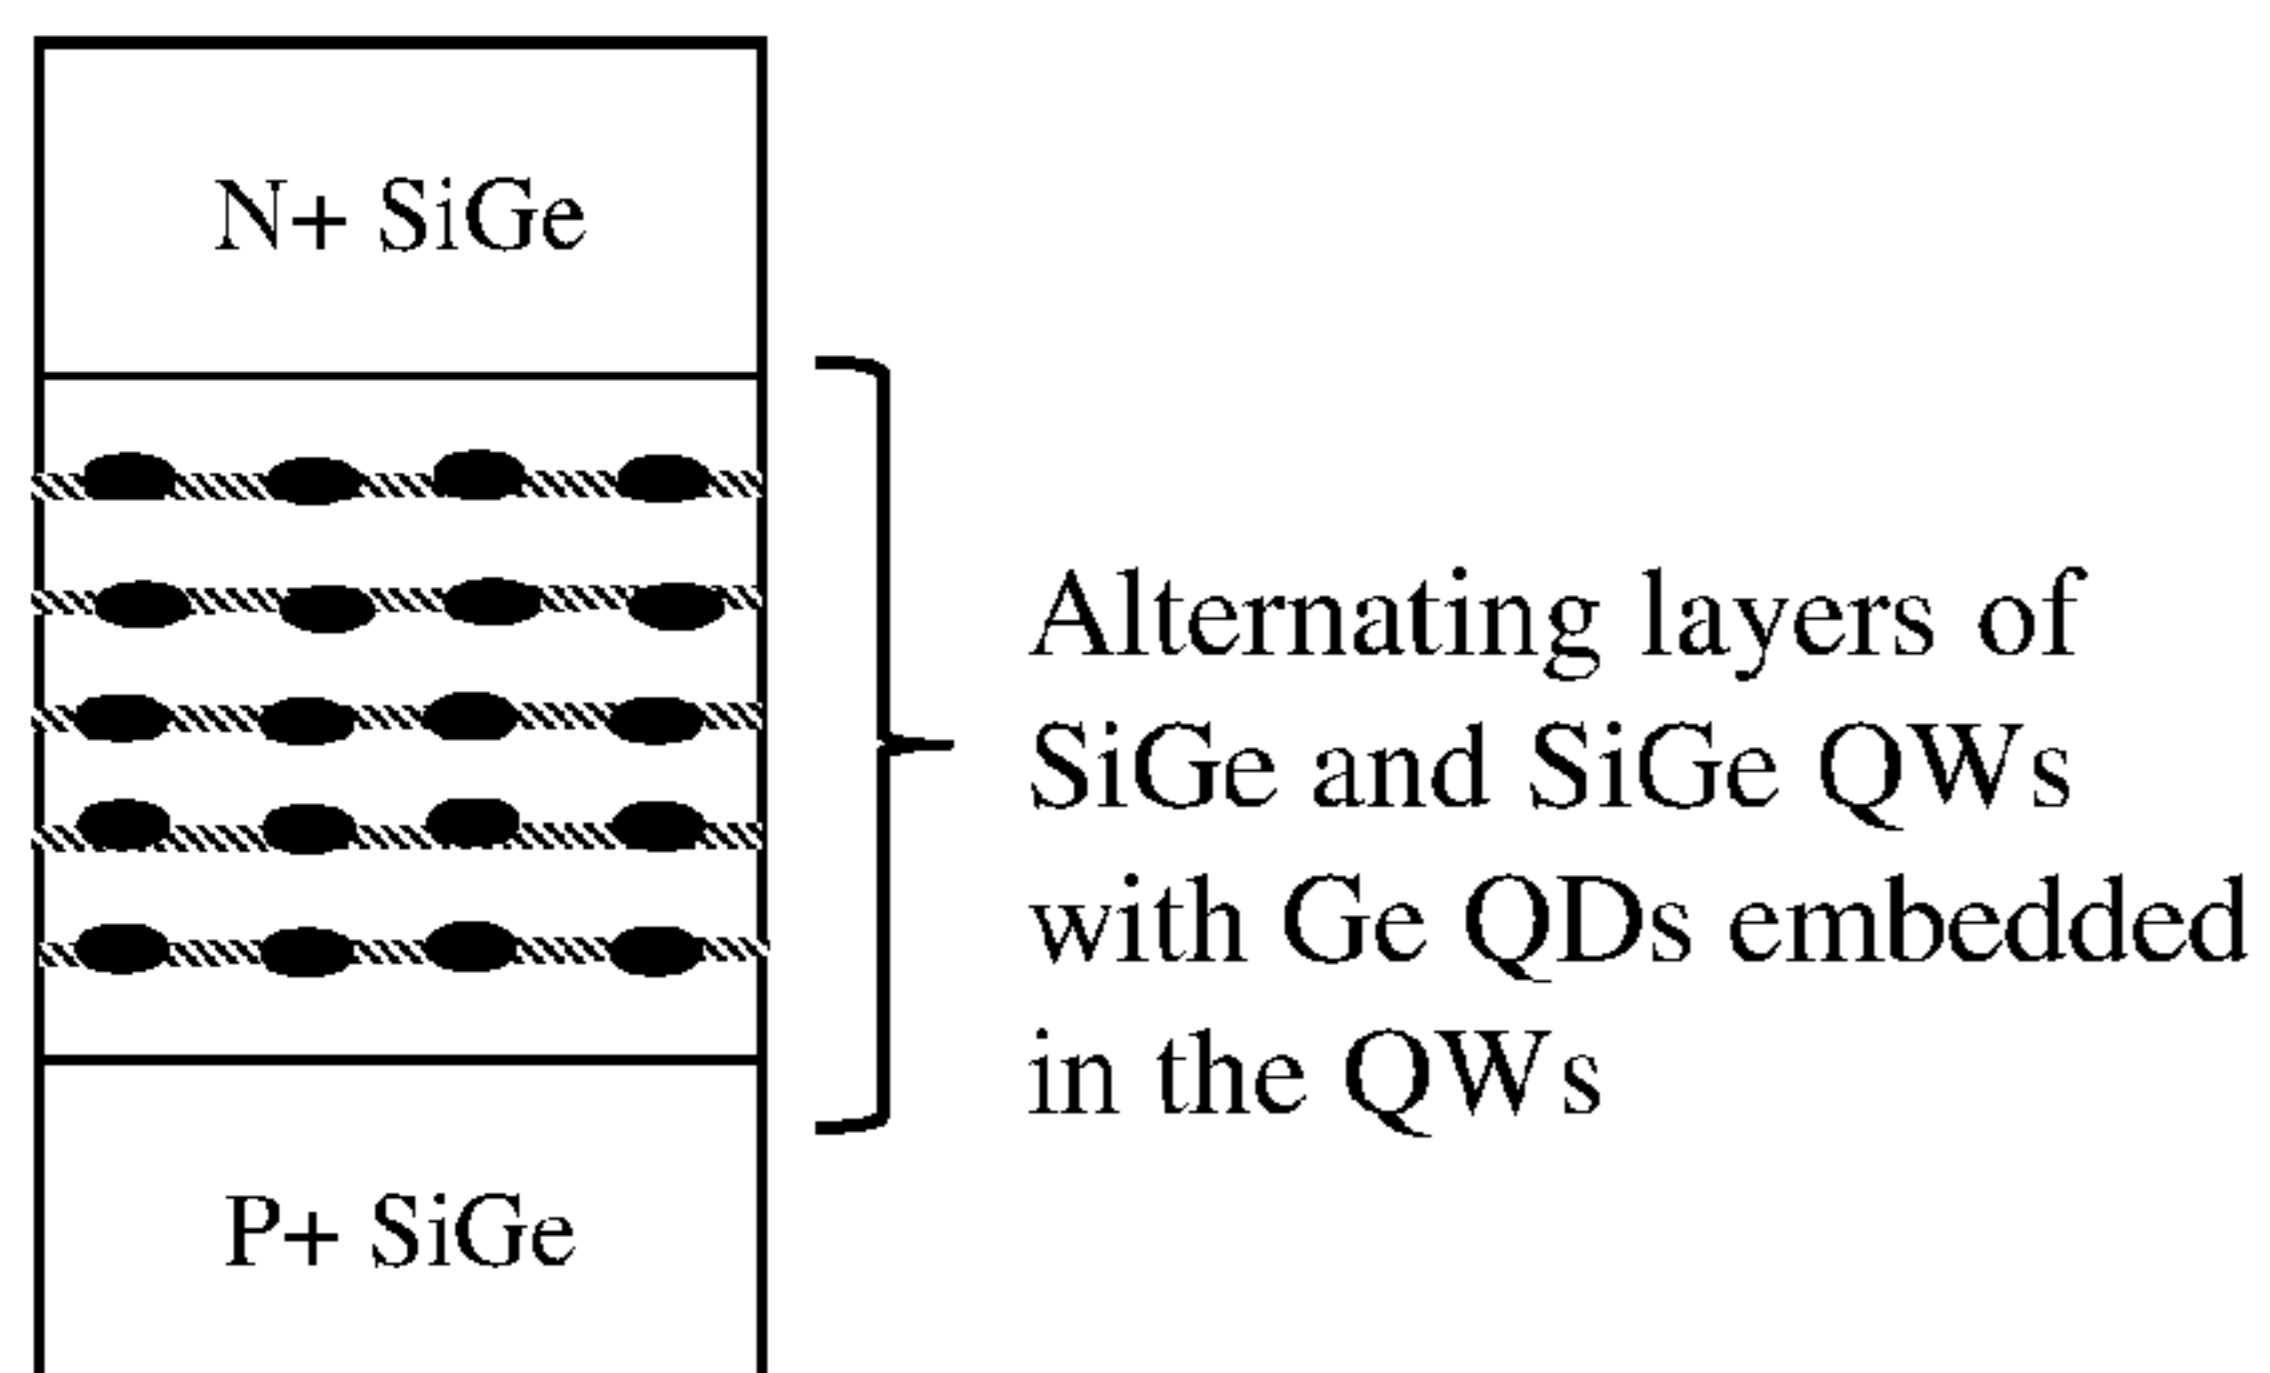 N+ SiGe
Alternating layers of
SiGe and SiGe QWs
with Ge QDs embedded
in the QWs
P+ SiGe